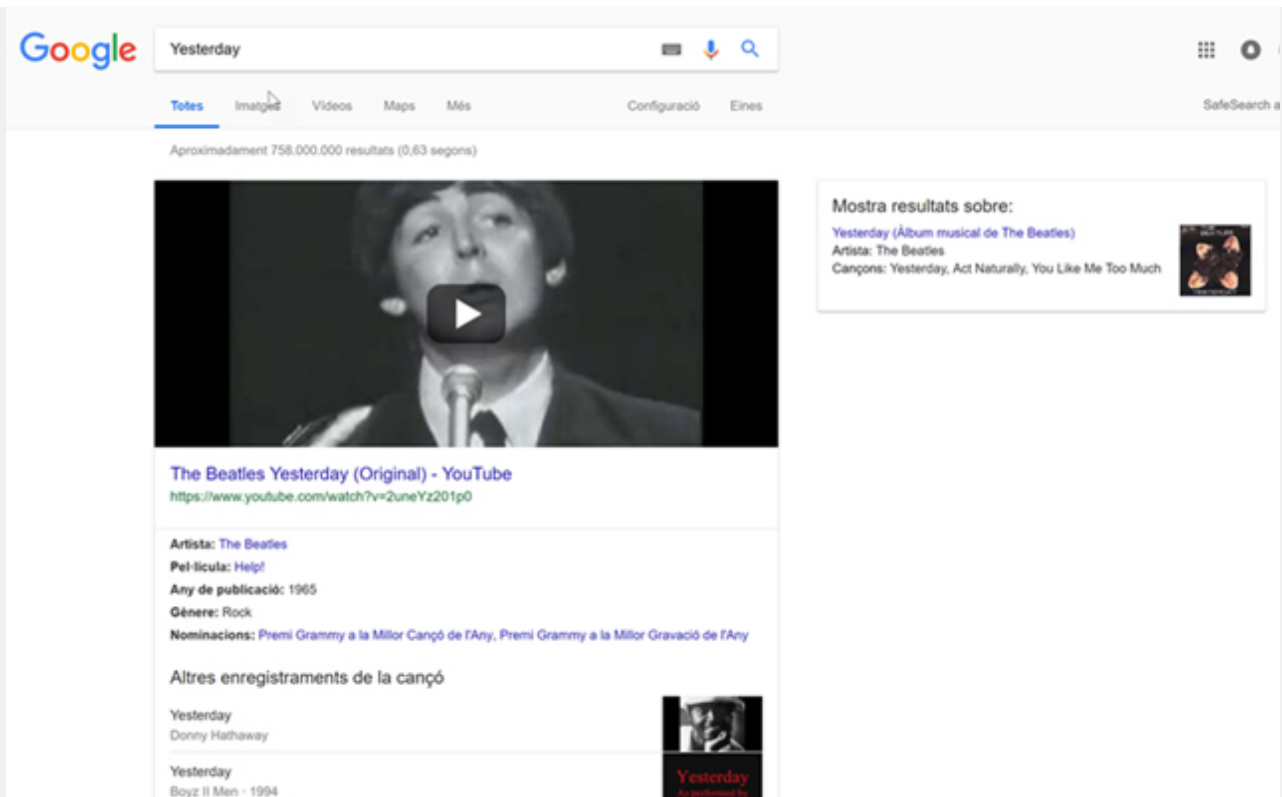 Google
Yesterday
Totes Imatges Vídeos Maps Més Configuració Eines
SafeSearch a
Aproximadament 758.000.000 resultats (0,63 segons)
The Beatles Yesterday (Original) - YouTube
https://www.youtube.com/watch?v=2uneYz201p0
Artista: The Beatles
Pel·lícula: Help!
Any de publicació: 1965
Gènere: Rock
Nominacions: Premi Grammy a la Millor Cançó de l'Any, Premi Grammy a la Millor Gravació de l'Any
Altres enregistraments de la cançó
Yesterday
Donny Hathaway
Yesterday
Boyz II Men · 1994
Yesterday
As performed by
Mostra resultats sobre:
Yesterday (Àlbum musical de The Beatles)
Artista: The Beatles
Cançons: Yesterday, Act Naturally, You Like Me Too Much